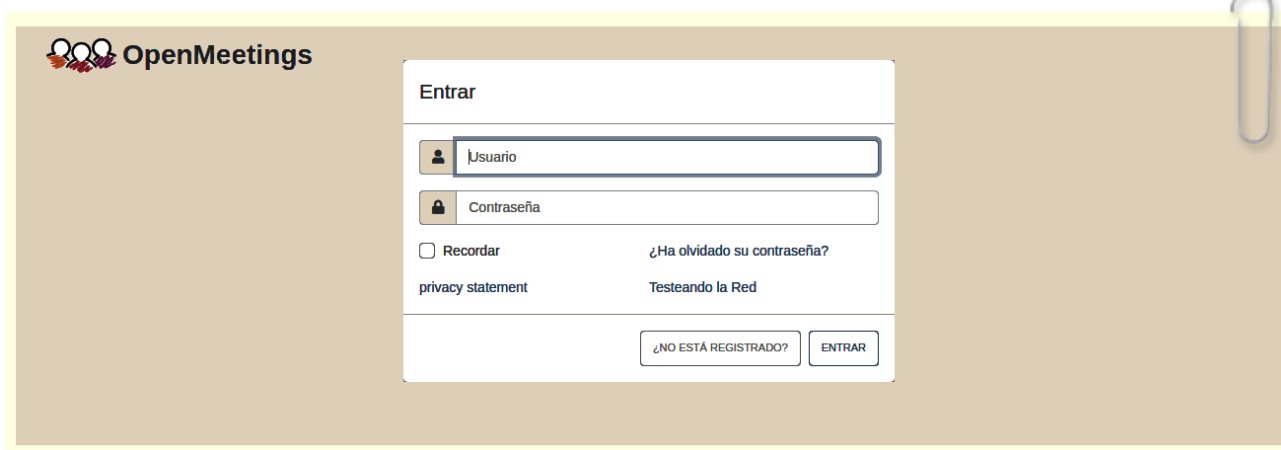 OpenMeetings
Entrar
Usuario
Contraseña
Recordar ¿Ha olvidado su contraseña?
privacy statement Testeando la Red
¿NO ESTÁ REGISTRADO? ENTRAR